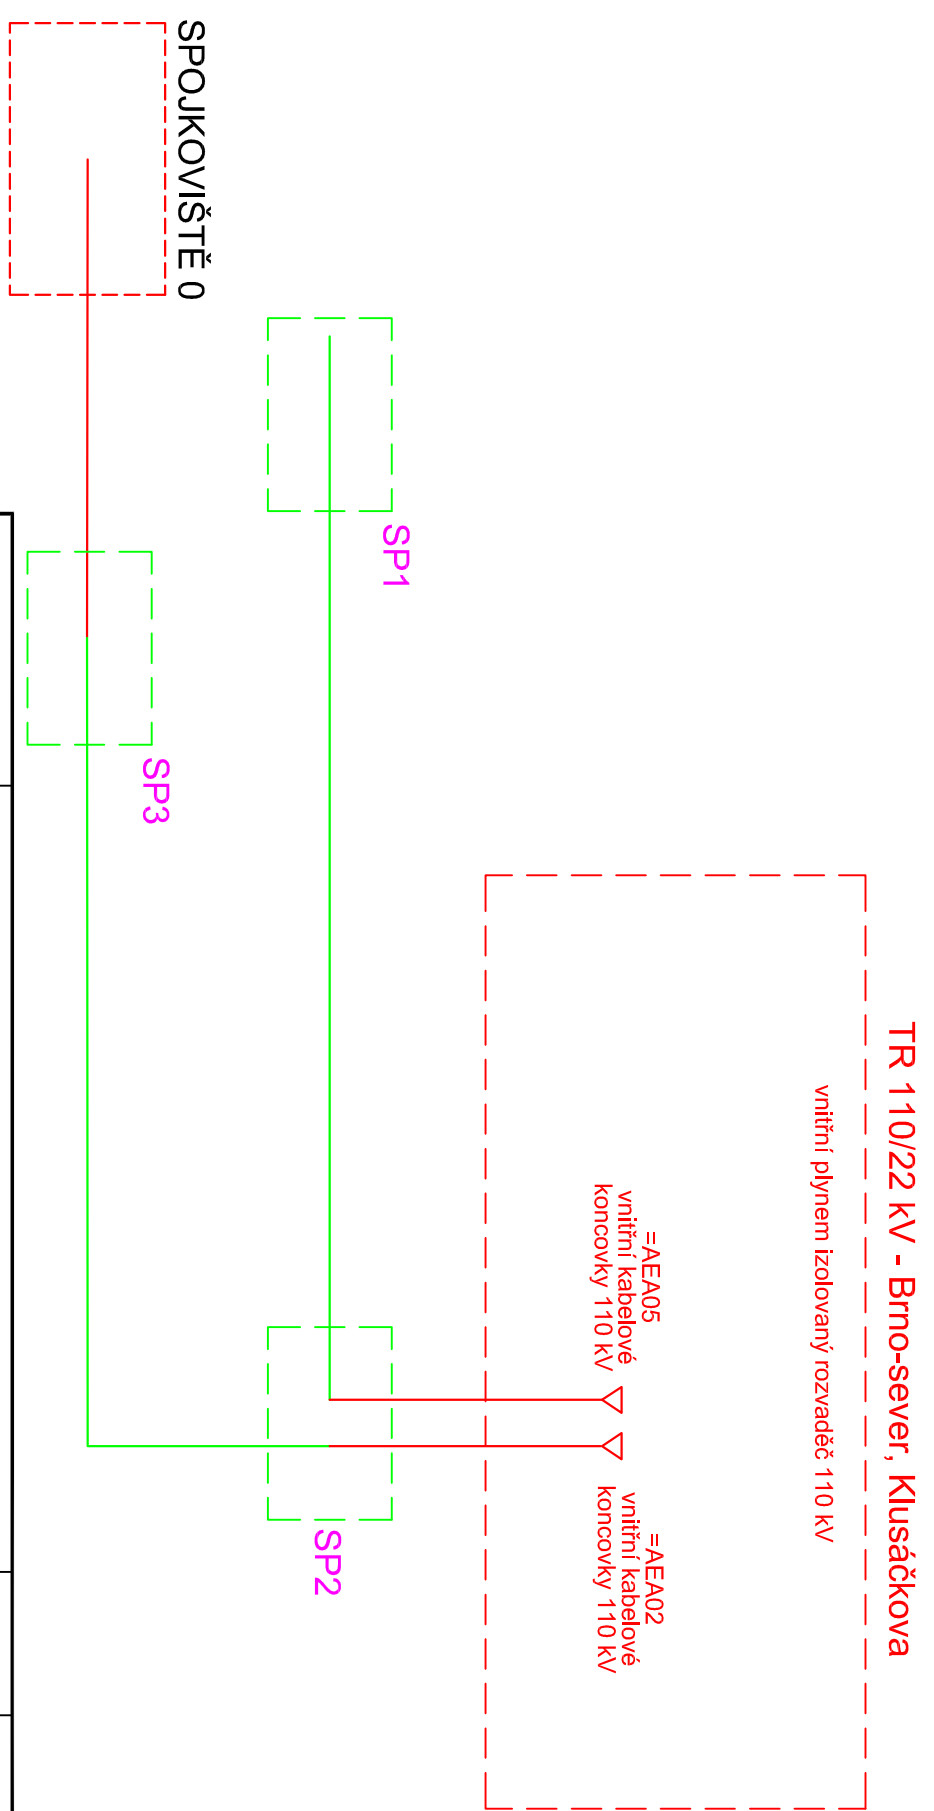 TR 110/22 kV - Brno-sever, Klusáčkova
vnitřní plynem izolovaný rozvaděč 110 kV
=AEA05
vnitřní kabelové
koncovky 110 kV
=AEA02
vnitřní kabelové
koncovky 110 kV
SP1
SP2
SPOJKOVIŠTĚ 0
SP3